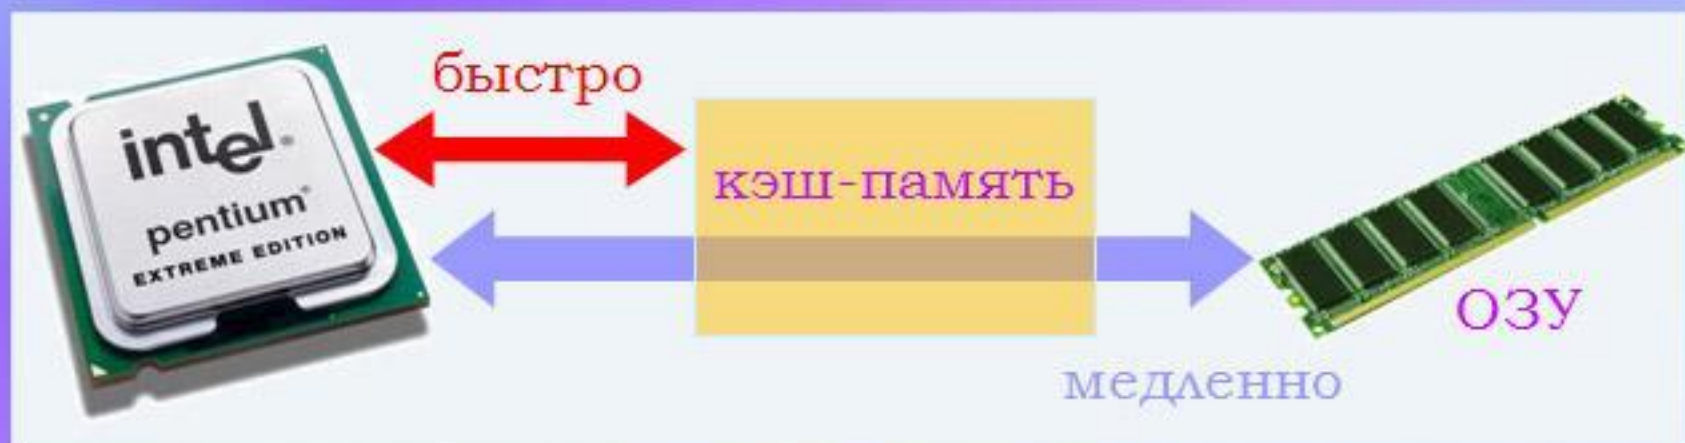 быстро
intel®
pentium®
EXTREME EDITION
кэш-память
ОЗУ
медленно